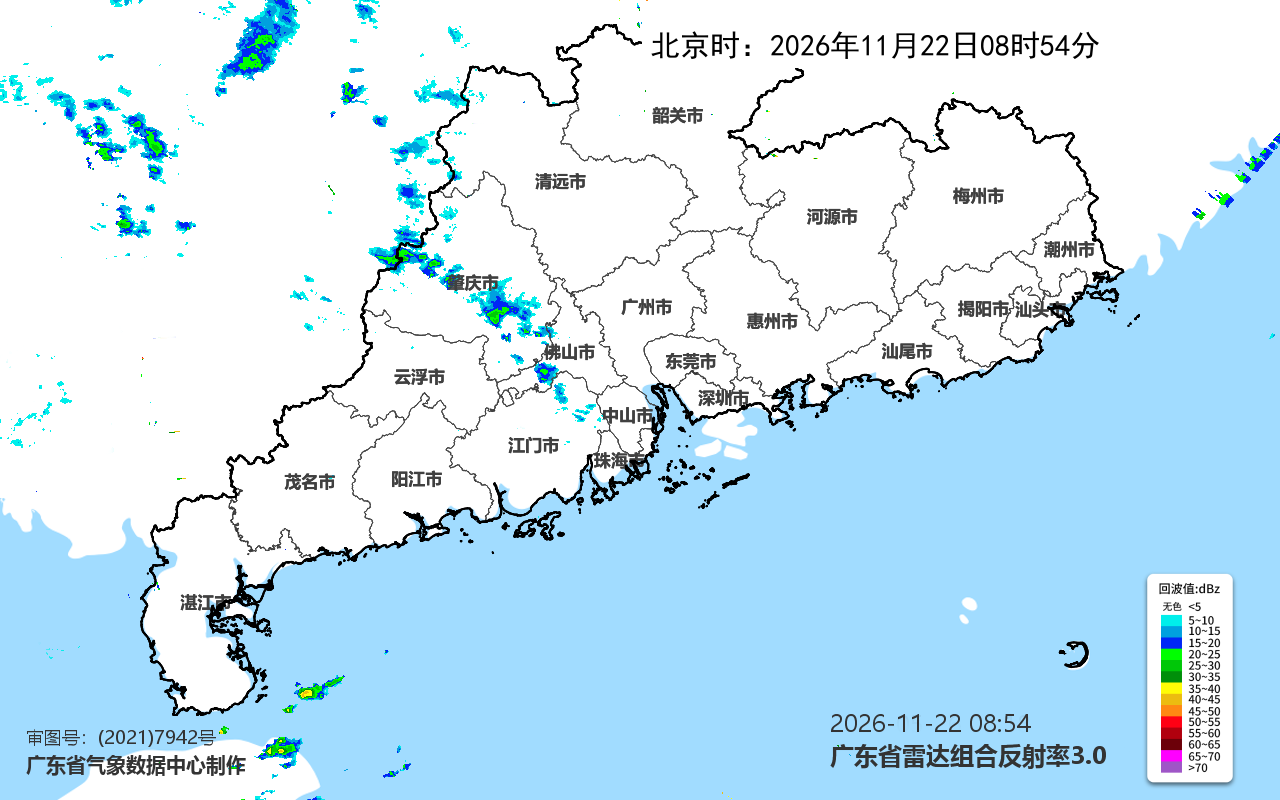 北京时：2026年11月22日08时54分
韶关市
清远市
梅州市
河源市
潮州市
肇庆市
广州市
揭阳市
汕头市
惠州市
佛山市
汕尾市
东莞市
云浮市
深圳市
中山市
江门市
珠海市
阳江市
茂名市
湛江市
回波值:dBz
无色 <5
5~10
10~15
15~20
20~25
25~30
30~35
35~40
40~45
45~50
50~55
55~60
60~65
65~70
>70
2026-11-22 08:54
广东省雷达组合反射率3.0
审图号：(2021)7942号
广东省气象数据中心制作